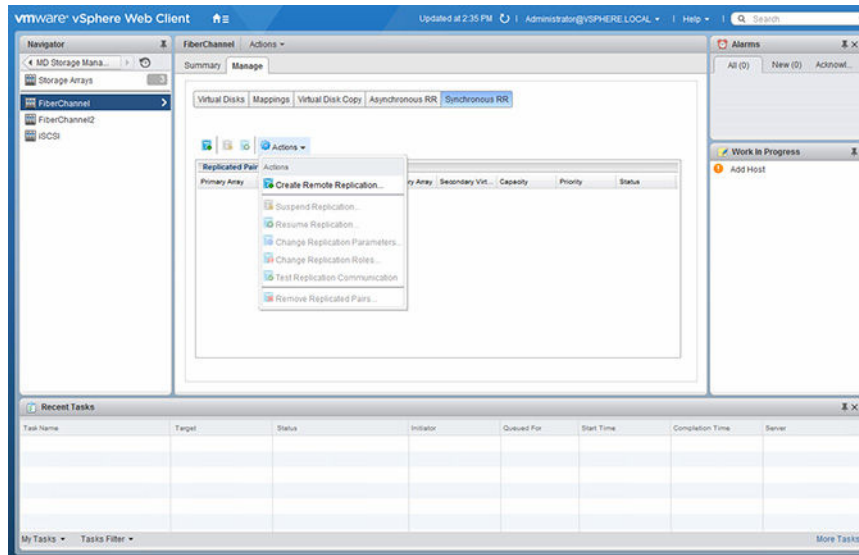 vmware® vSphere Web Client
Updated at 2:35 PM | Administrator@VSPHERE.LOCAL | Help | Search
Navigator
MD Storage Mana...
Storage Arrays 3
FiberChannel
FiberChannel2
iSCSI
FiberChannel Actions
Summary Manage
Virtual Disks Mappings Virtual Disk Copy Asynchronous RR Synchronous RR
Actions
Replicated Pair
Primary Array ry Array Secondary Virt... Capacity Priority Status
Actions
Create Remote Replication...
Suspend Replication...
Resume Replication...
Change Replication Parameters...
Change Replication Roles...
Test Replication Communication
Remove Replicated Pairs...
Alarms
All (0) New (0) Acknowl...
Work In Progress
Add Host
Recent Tasks
Task Name Target Status Initiator Queued For Start Time Completion Time Server
My Tasks Tasks Filter More Tasks